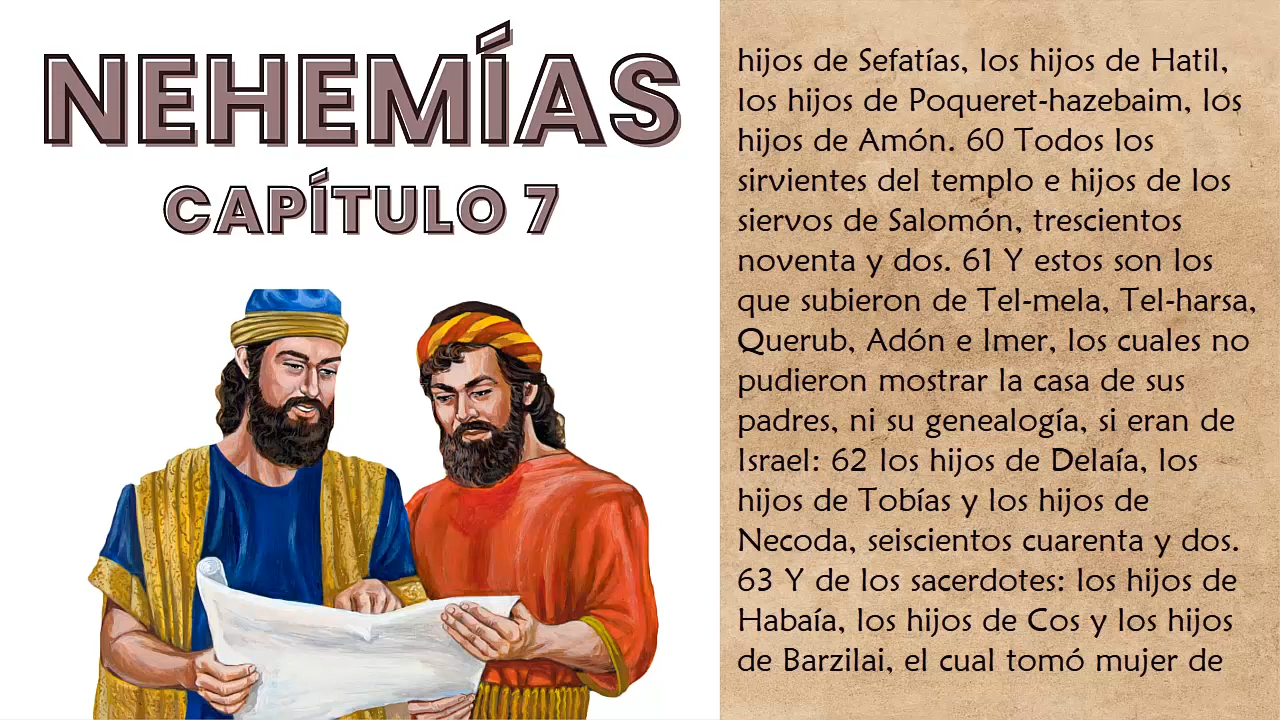 NEHEMÍAS
CAPÍTULO 7
hijos de Sefatías, los hijos de Hatil,
los hijos de Poqueret-hazebaim, los
hijos de Amón. 60 Todos los
sirvientes del templo e hijos de los
siervos de Salomón, trescientos
noventa y dos. 61 Y estos son los
que subieron de Tel-mela, Tel-harsa,
Querub, Adón e Imer, los cuales no
pudieron mostrar la casa de sus
padres, ni su genealogía, si eran de
Israel: 62 los hijos de Delaía, los
hijos de Tobías y los hijos de
Necoda, seiscientos cuarenta y dos.
63 Y de los sacerdotes: los hijos de
Habaía, los hijos de Cos y los hijos
de Barzilai, el cual tomó mujer de